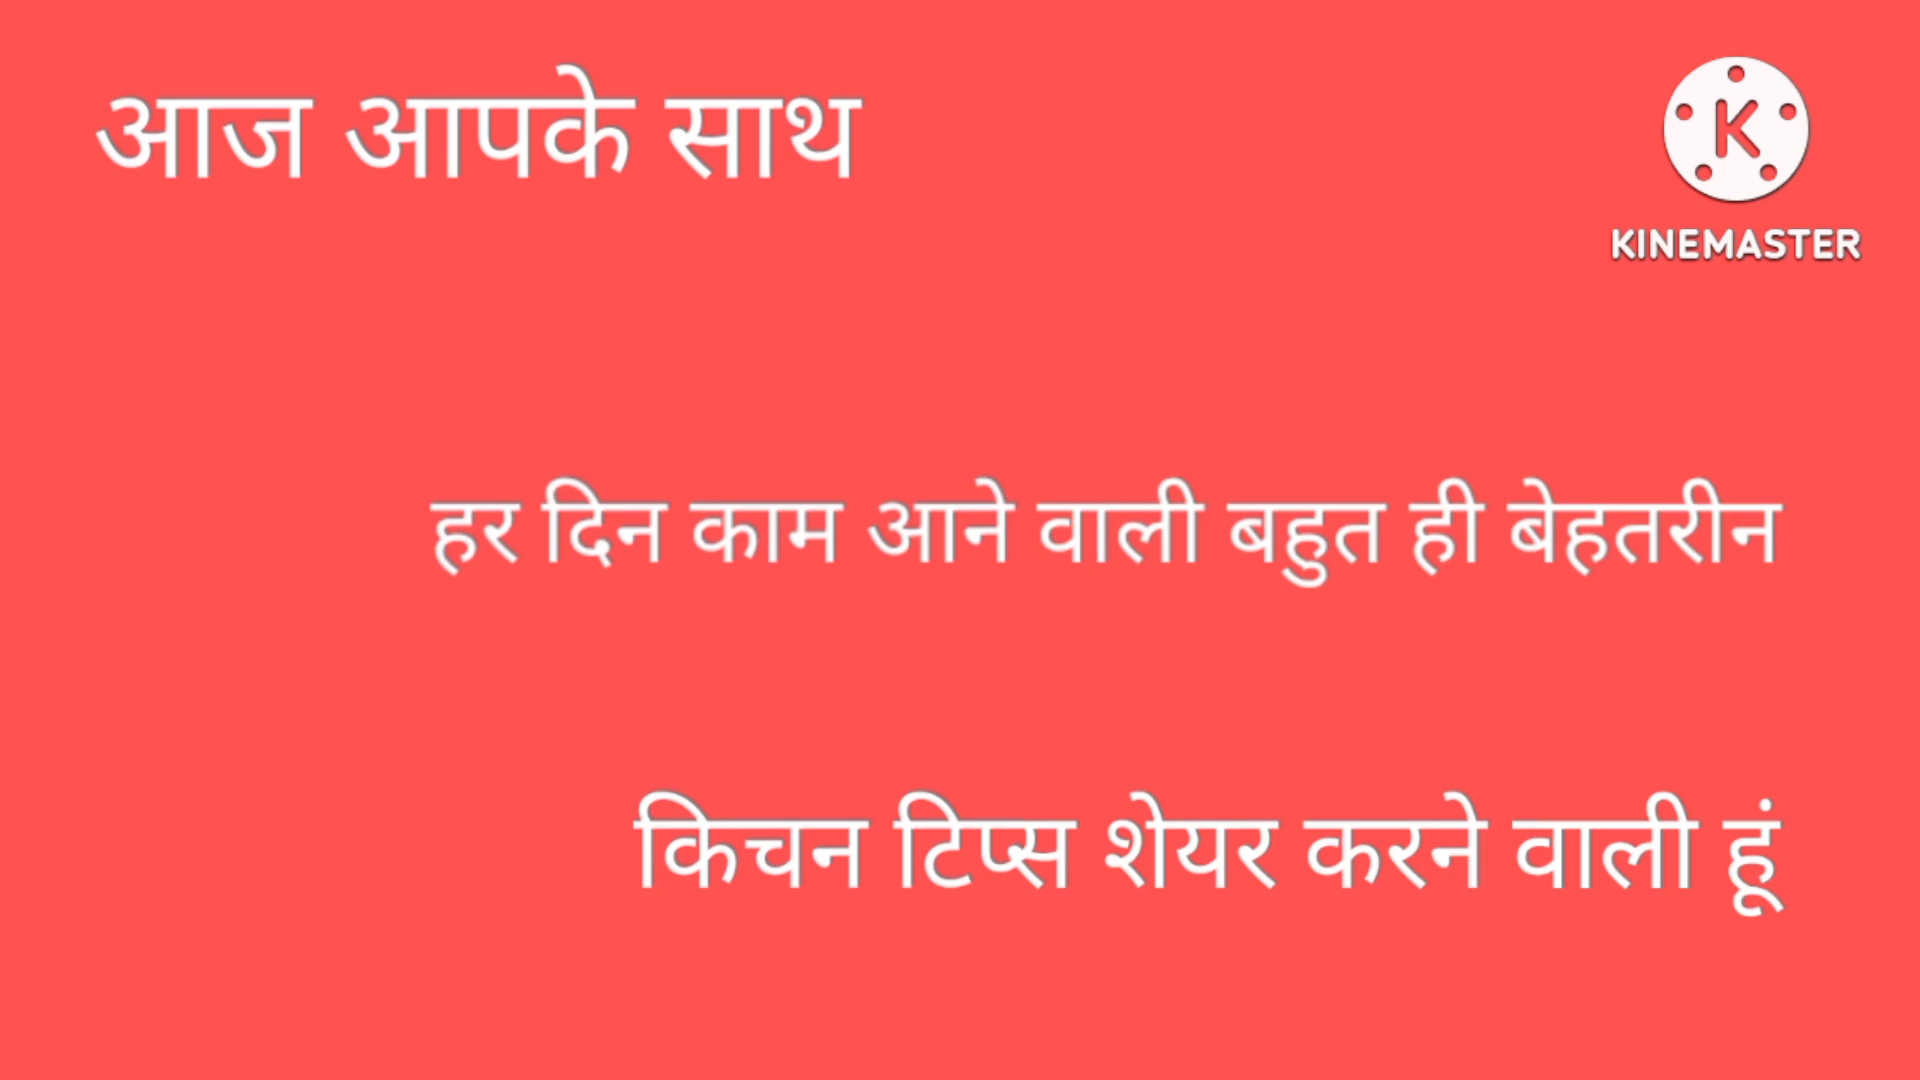 आज आपके साथ
K
KINEMASTER
हर दिन काम आने वाली बहुत ही बेहतरीन
किचन टिप्स शेयर करने वाली हूं